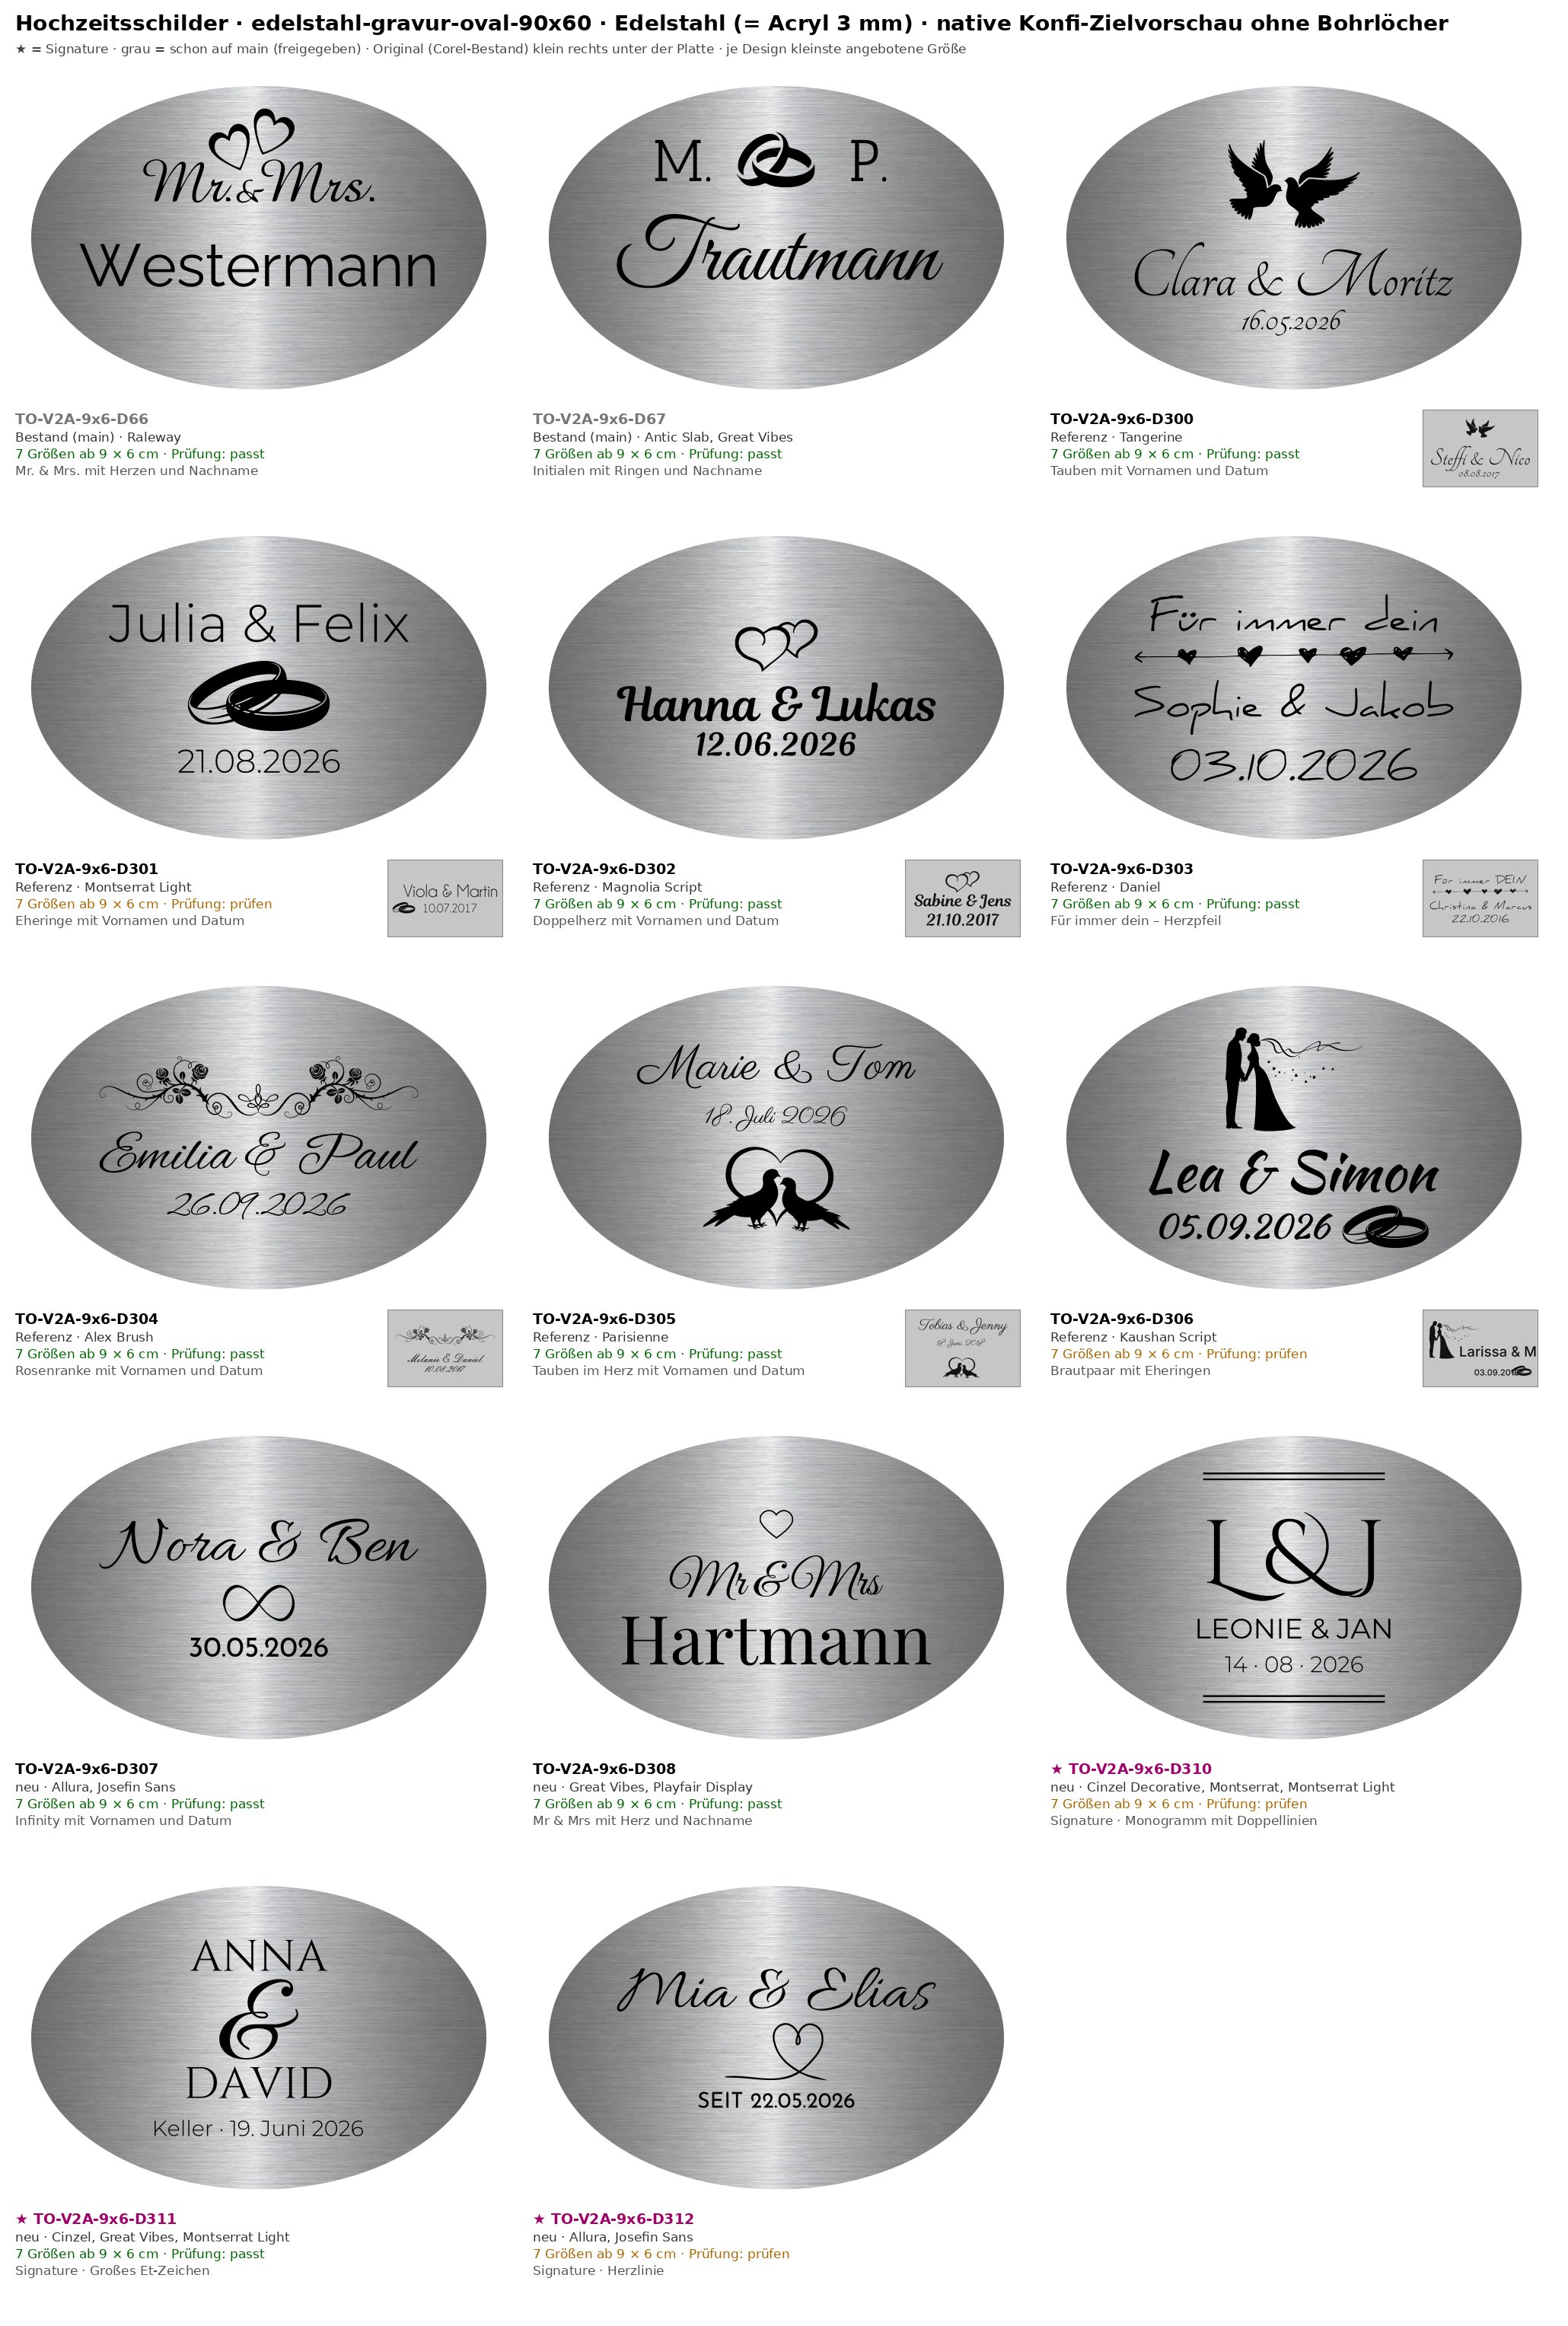 Hochzeitsschilder · edelstahl-gravur-oval-90x60 · Edelstahl (= Acryl 3 mm) · native Konfi-Zielvorschau ohne Bohrlöcher
★ = Signature · grau = schon auf main (freigegeben) · Original (Corel-Bestand) klein rechts unter der Platte · je Design kleinste angebotene Größe
Mr.&Mrs.
Westermann
TO-V2A-9x6-D66
Bestand (main) · Raleway
7 Größen ab 9 × 6 cm · Prüfung: passt
Mr. & Mrs. mit Herzen und Nachname
M. P.
Trautmann
TO-V2A-9x6-D67
Bestand (main) · Antic Slab, Great Vibes
7 Größen ab 9 × 6 cm · Prüfung: passt
Initialen mit Ringen und Nachname
Clara & Moritz
16.05.2026
TO-V2A-9x6-D300
Referenz · Tangerine
7 Größen ab 9 × 6 cm · Prüfung: passt
Tauben mit Vornamen und Datum
Steffi & Nico
08.08.2017
Julia & Felix
21.08.2026
TO-V2A-9x6-D301
Referenz · Montserrat Light
7 Größen ab 9 × 6 cm · Prüfung: prüfen
Eheringe mit Vornamen und Datum
Viola & Martin
10.07.2017
Hanna & Lukas
12.06.2026
TO-V2A-9x6-D302
Referenz · Magnolia Script
7 Größen ab 9 × 6 cm · Prüfung: passt
Doppelherz mit Vornamen und Datum
Sabine & Jens
21.10.2017
Für immer dein
Sophie & Jakob
03.10.2026
TO-V2A-9x6-D303
Referenz · Daniel
7 Größen ab 9 × 6 cm · Prüfung: passt
Für immer dein – Herzpfeil
Für immer DEIN
Christina & Marcus
22.10.2016
Emilia & Paul
26.09.2026
TO-V2A-9x6-D304
Referenz · Alex Brush
7 Größen ab 9 × 6 cm · Prüfung: passt
Rosenranke mit Vornamen und Datum
Melanie & Daniel
10.08.2017
Marie & Tom
18. Juli 2026
TO-V2A-9x6-D305
Referenz · Parisienne
7 Größen ab 9 × 6 cm · Prüfung: passt
Tauben im Herz mit Vornamen und Datum
Tobias & Jenny
18. Juni 2018
Lea & Simon
05.09.2026
TO-V2A-9x6-D306
Referenz · Kaushan Script
7 Größen ab 9 × 6 cm · Prüfung: prüfen
Brautpaar mit Eheringen
Larissa & M
Nora & Ben
30.05.2026
TO-V2A-9x6-D307
neu · Allura, Josefin Sans
7 Größen ab 9 × 6 cm · Prüfung: passt
Infinity mit Vornamen und Datum
Mr & Mrs
Hartmann
TO-V2A-9x6-D308
neu · Great Vibes, Playfair Display
7 Größen ab 9 × 6 cm · Prüfung: passt
Mr & Mrs mit Herz und Nachname
L&J
LEONIE & JAN
14 · 08 · 2026
★ TO-V2A-9x6-D310
neu · Cinzel Decorative, Montserrat, Montserrat Light
7 Größen ab 9 × 6 cm · Prüfung: prüfen
Signature · Monogramm mit Doppellinien
ANNA
&
DAVID
Keller · 19. Juni 2026
★ TO-V2A-9x6-D311
neu · Cinzel, Great Vibes, Montserrat Light
7 Größen ab 9 × 6 cm · Prüfung: passt
Signature · Großes Et-Zeichen
Mia & Elias
SEIT 22.05.2026
★ TO-V2A-9x6-D312
neu · Allura, Josefin Sans
7 Größen ab 9 × 6 cm · Prüfung: prüfen
Signature · Herzlinie